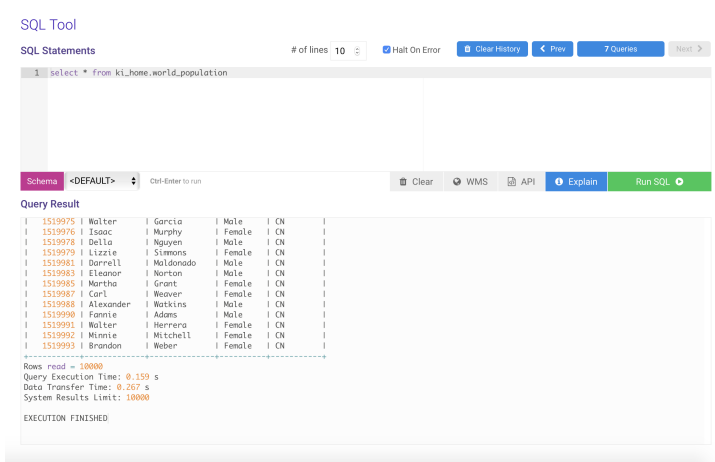 SQL Tool
SQL Statements # of lines 10 Halt On Error Clear History Prev 7 Queries Next
1 select * from ki_home.world_population
Schema <DEFAULT> Ctrl-Enter to run Clear WMS API Explain Run SQL
Query Result
| 1519975 | Walter | Garcia | Male | CN |
| 1519976 | Isaac | Murphy | Female | CN |
| 1519978 | Della | Nguyen | Male | CN |
| 1519979 | Lizzie | Simmons | Female | CN |
| 1519981 | Darrell | Maldonado | Male | CN |
| 1519983 | Eleanor | Norton | Male | CN |
| 1519985 | Martha | Grant | Female | CN |
| 1519987 | Carl | Weaver | Female | CN |
| 1519988 | Alexander | Watkins | Male | CN |
| 1519990 | Fannie | Adams | Male | CN |
| 1519991 | Walter | Herrera | Female | CN |
| 1519992 | Minnie | Mitchell | Female | CN |
| 1519993 | Brandon | Weber | Female | CN |
+-----------+-----------+-------------+---------+----------+
Rows read = 10000
Query Execution Time: 0.159 s
Data Transfer Time: 0.267 s
System Results Limit: 10000
EXECUTION FINISHED